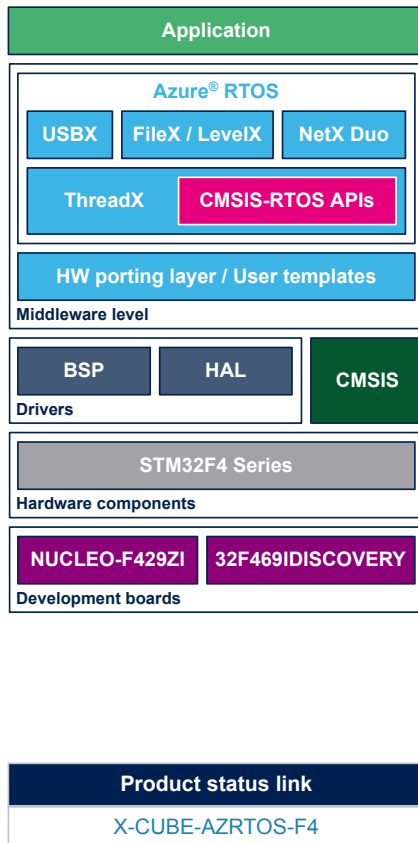 Application
Azure® RTOS
USBX FileX / LevelX NetX Duo
ThreadX CMSIS-RTOS APIs
HW porting layer / User templates
Middleware level
BSP HAL CMSIS
Drivers
STM32F4 Series
Hardware components
NUCLEO-F429ZI 32F469IDISCOVERY
Development boards
Product status link
X-CUBE-AZRTOS-F4